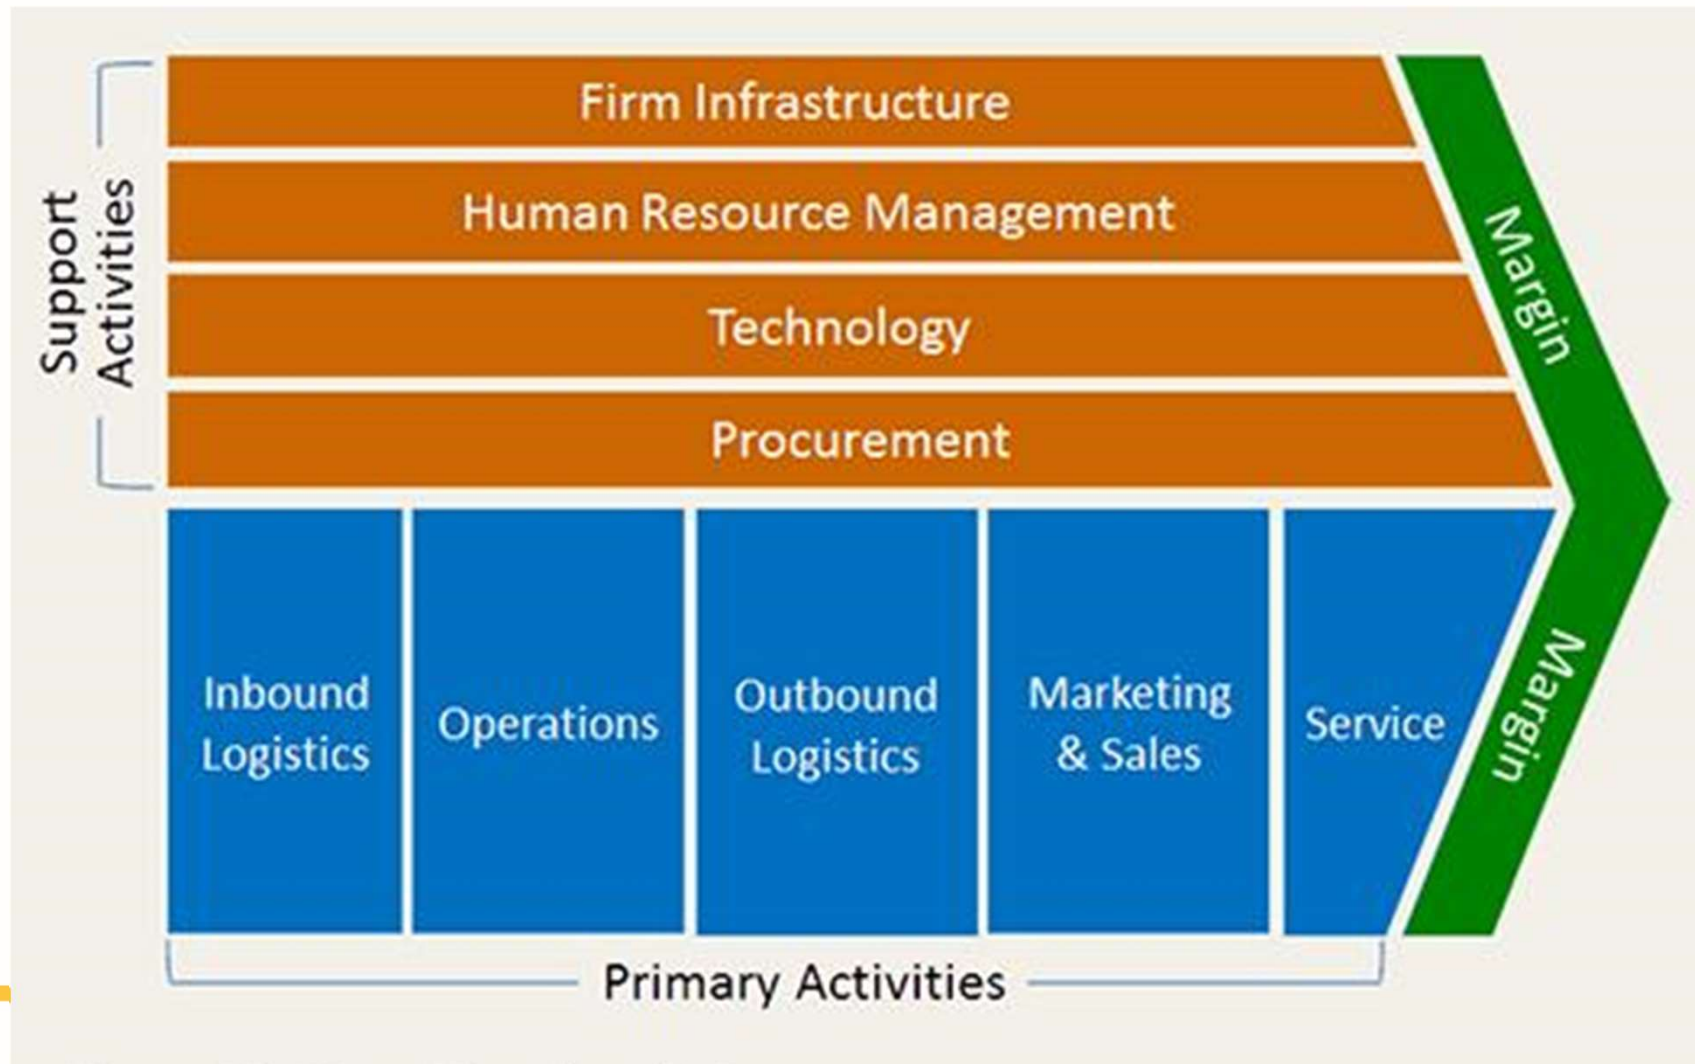 Support
Activities
Firm Infrastructure
Human Resource Management
Technology
Procurement
Margin
Inbound
Logistics
Operations
Outbound
Logistics
Marketing
& Sales
Service
Margin
Primary Activities